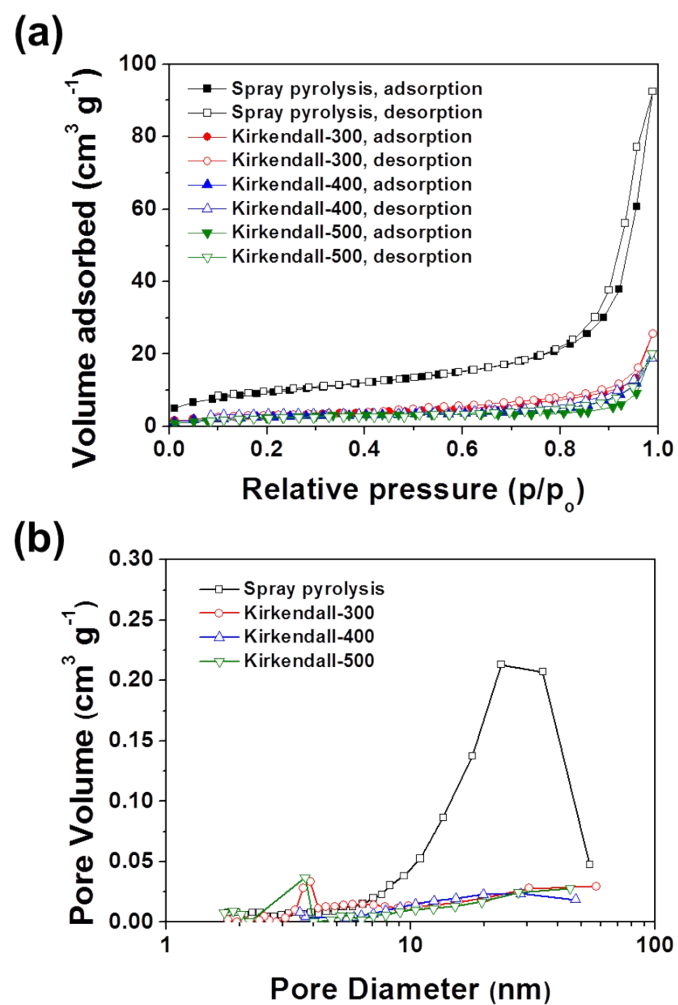 (a)
100
80
60
40
20
0
Volume adsorbed (cm³ g⁻¹)
Spray pyrolysis, adsorption
Spray pyrolysis, desorption
Kirkendall-300, adsorption
Kirkendall-300, desorption
Kirkendall-400, adsorption
Kirkendall-400, desorption
Kirkendall-500, adsorption
Kirkendall-500, desorption
0.0 0.2 0.4 0.6 0.8 1.0
Relative pressure (p/pₒ)
(b)
0.30
0.25
0.20
0.15
0.10
0.05
0.00
Pore Volume (cm³ g⁻¹)
Spray pyrolysis
Kirkendall-300
Kirkendall-400
Kirkendall-500
1 10 100
Pore Diameter (nm)